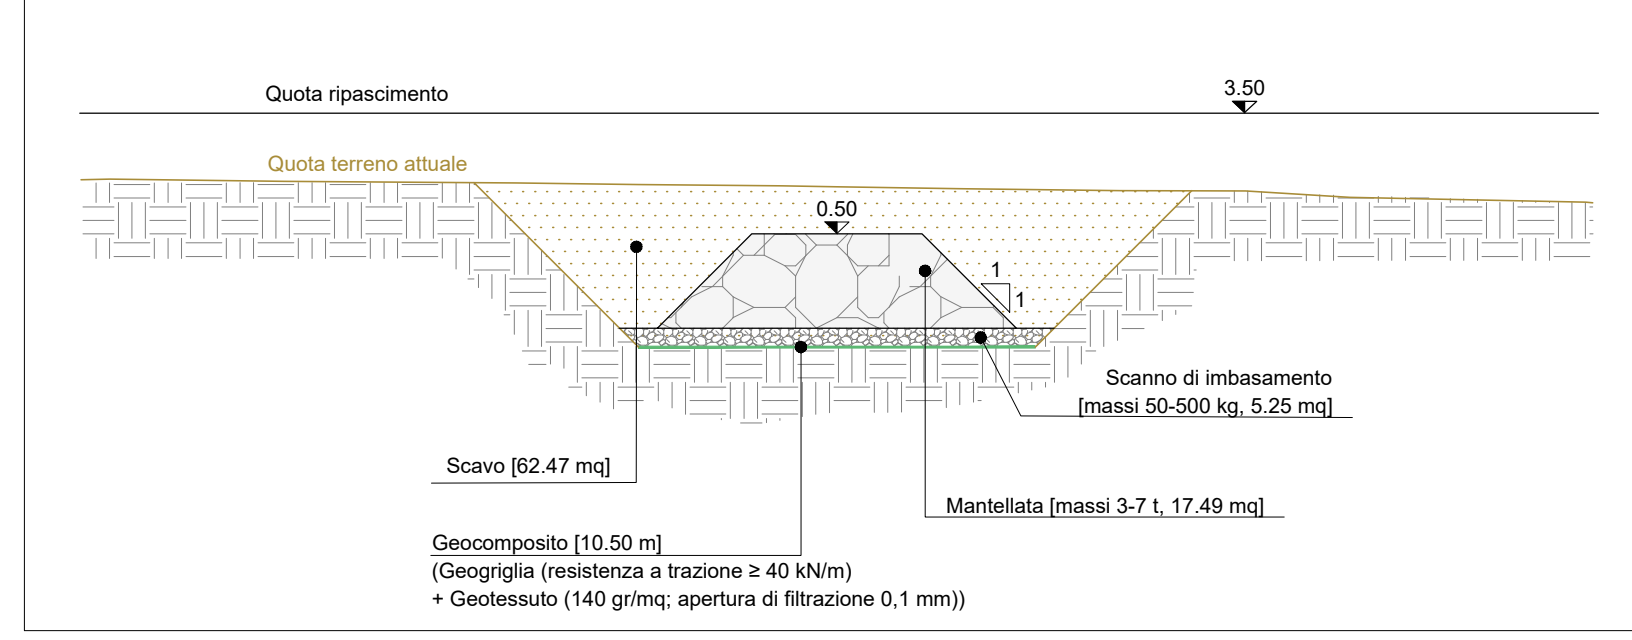 Quota ripascimento
3.50
Quota terreno attuale
0.50
1
1
Scanno di imbasamento
[massi 50-500 kg, 5.25 mq]
Scavo [62.47 mq]
Mantellata [massi 3-7 t, 17.49 mq]
Geocomposito [10.50 m]
(Geogriglia (resistenza a trazione ≥ 40 kN/m)
+ Geotessuto (140 gr/mq; apertura di filtrazione 0,1 mm))